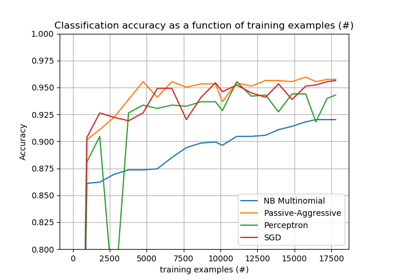 Classification accuracy as a function of training examples (#)
1.000
0.975
0.950
0.925
0.900
0.875
0.850
0.825
0.800
Accuracy
NB Multinomial
Passive-Aggressive
Perceptron
SGD
0 2500 5000 7500 10000 12500 15000 17500
training examples (#)